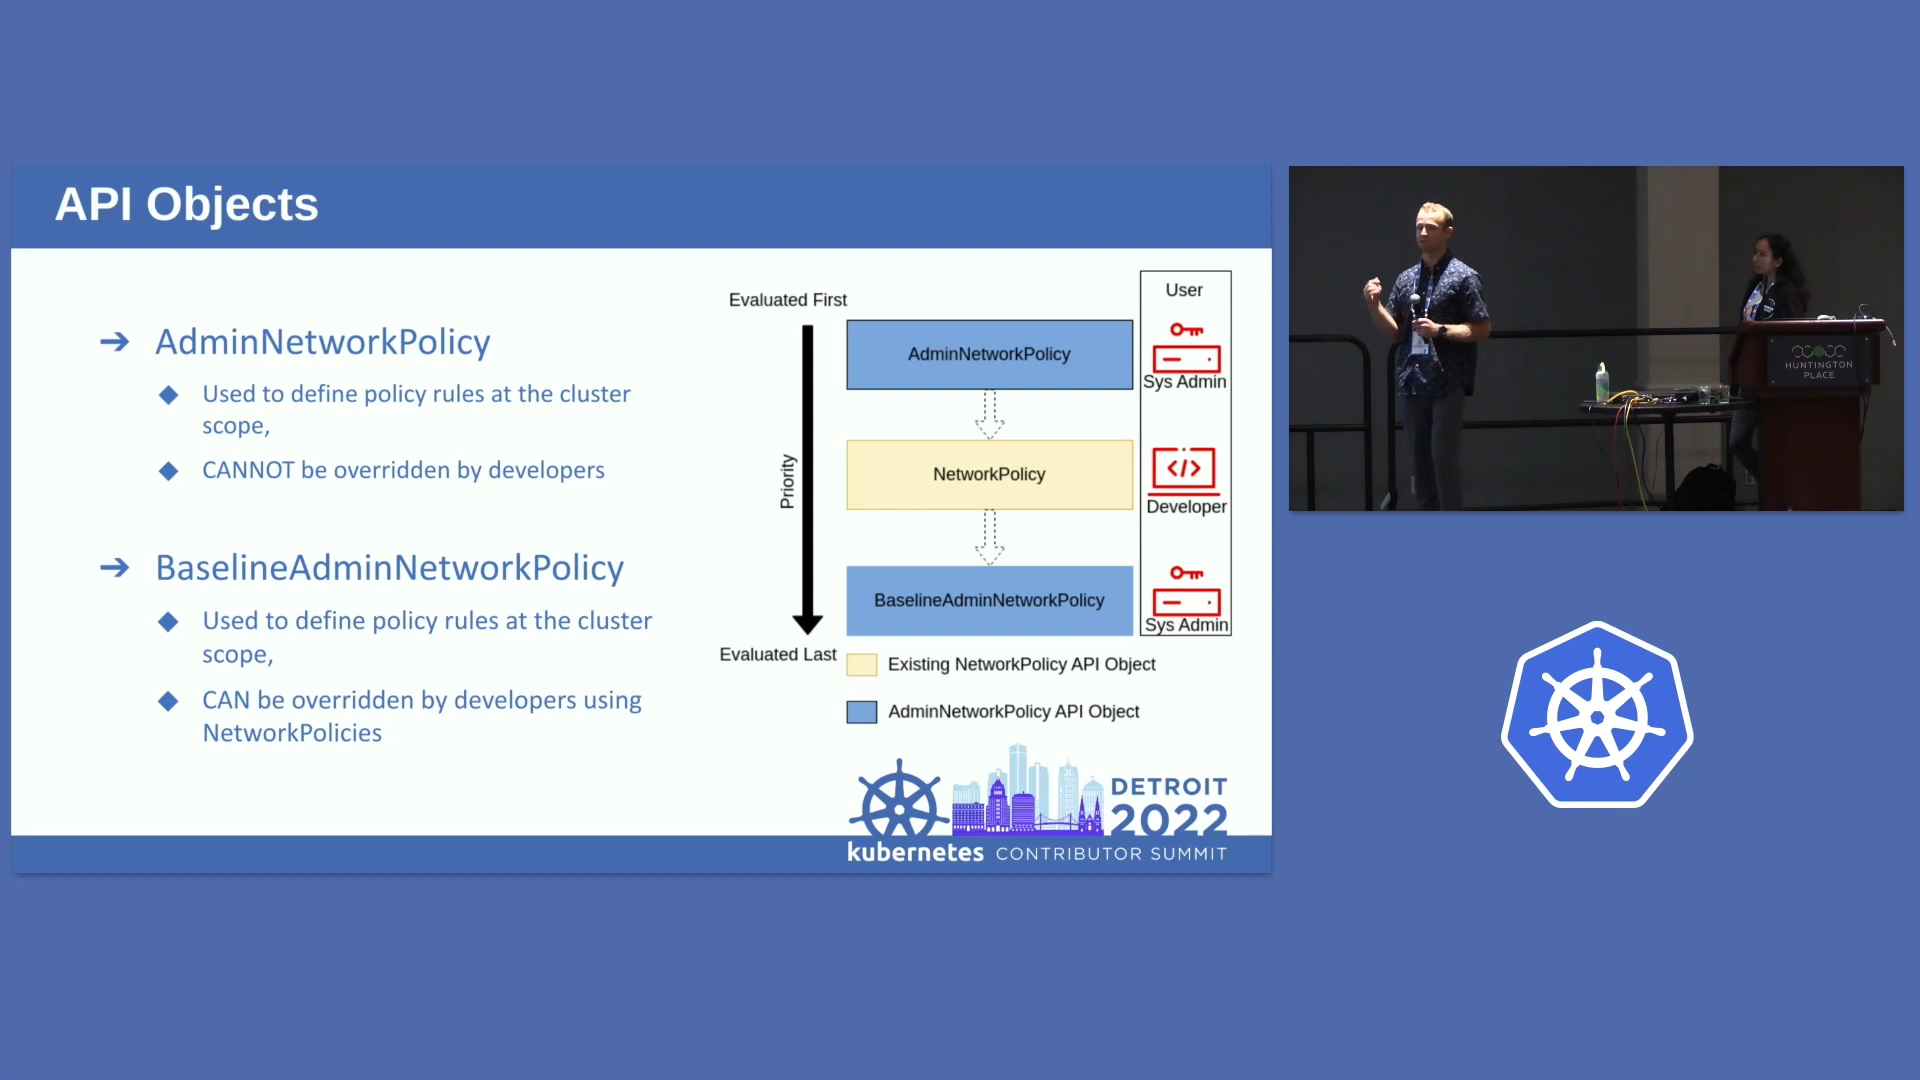 API Objects
➔ AdminNetworkPolicy
◆ Used to define policy rules at the cluster
scope,
◆ CANNOT be overridden by developers
➔ BaselineAdminNetworkPolicy
◆ Used to define policy rules at the cluster
scope,
◆ CAN be overridden by developers using
NetworkPolicies
Evaluated First
Priority
Evaluated Last
AdminNetworkPolicy
NetworkPolicy
BaselineAdminNetworkPolicy
User
Sys Admin
</>
Developer
Sys Admin
Existing NetworkPolicy API Object
AdminNetworkPolicy API Object
DETROIT
2022
kubernetes CONTRIBUTOR SUMMIT
HUNTINGTON
PLACE